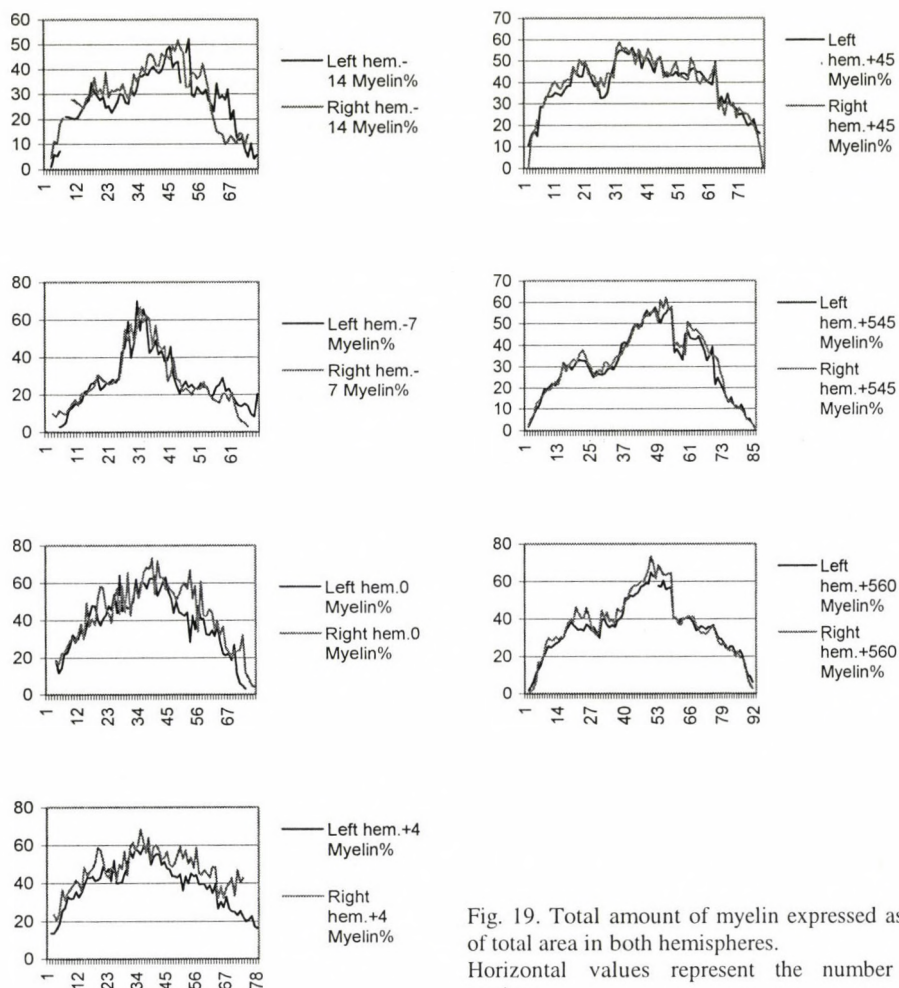 60
50
40
30
20
10
0
1
12
23
34
45
56
67
Left hem.-
14 Myelin%
Right hem.-
14 Myelin%
80
60
40
20
0
1
11
21
31
41
51
61
Left hem.-7
Myelin%
Right hem.-
7 Myelin%
80
60
40
20
0
1
12
23
34
45
56
67
Left hem.0
Myelin%
Right hem.0
Myelin%
80
60
40
20
0
1
12
23
34
45
56
67
78
Left hem.+4
Myelin%
Right
hem.+4
Myelin%
70
60
50
40
30
20
10
0
1
11
21
31
41
51
61
71
Left
hem.+45
Myelin%
Right
hem.+45
Myelin%
70
60
50
40
30
20
10
0
1
13
25
37
49
61
73
85
Left
hem.+545
Myelin%
Right
hem.+545
Myelin%
80
60
40
20
0
1
14
27
40
53
66
79
92
Left
hem.+560
Myelin%
Right
hem.+560
Myelin%
Fig. 19. Total amount of myelin expressed as
of total area in both hemispheres.
Horizontal values represent the number